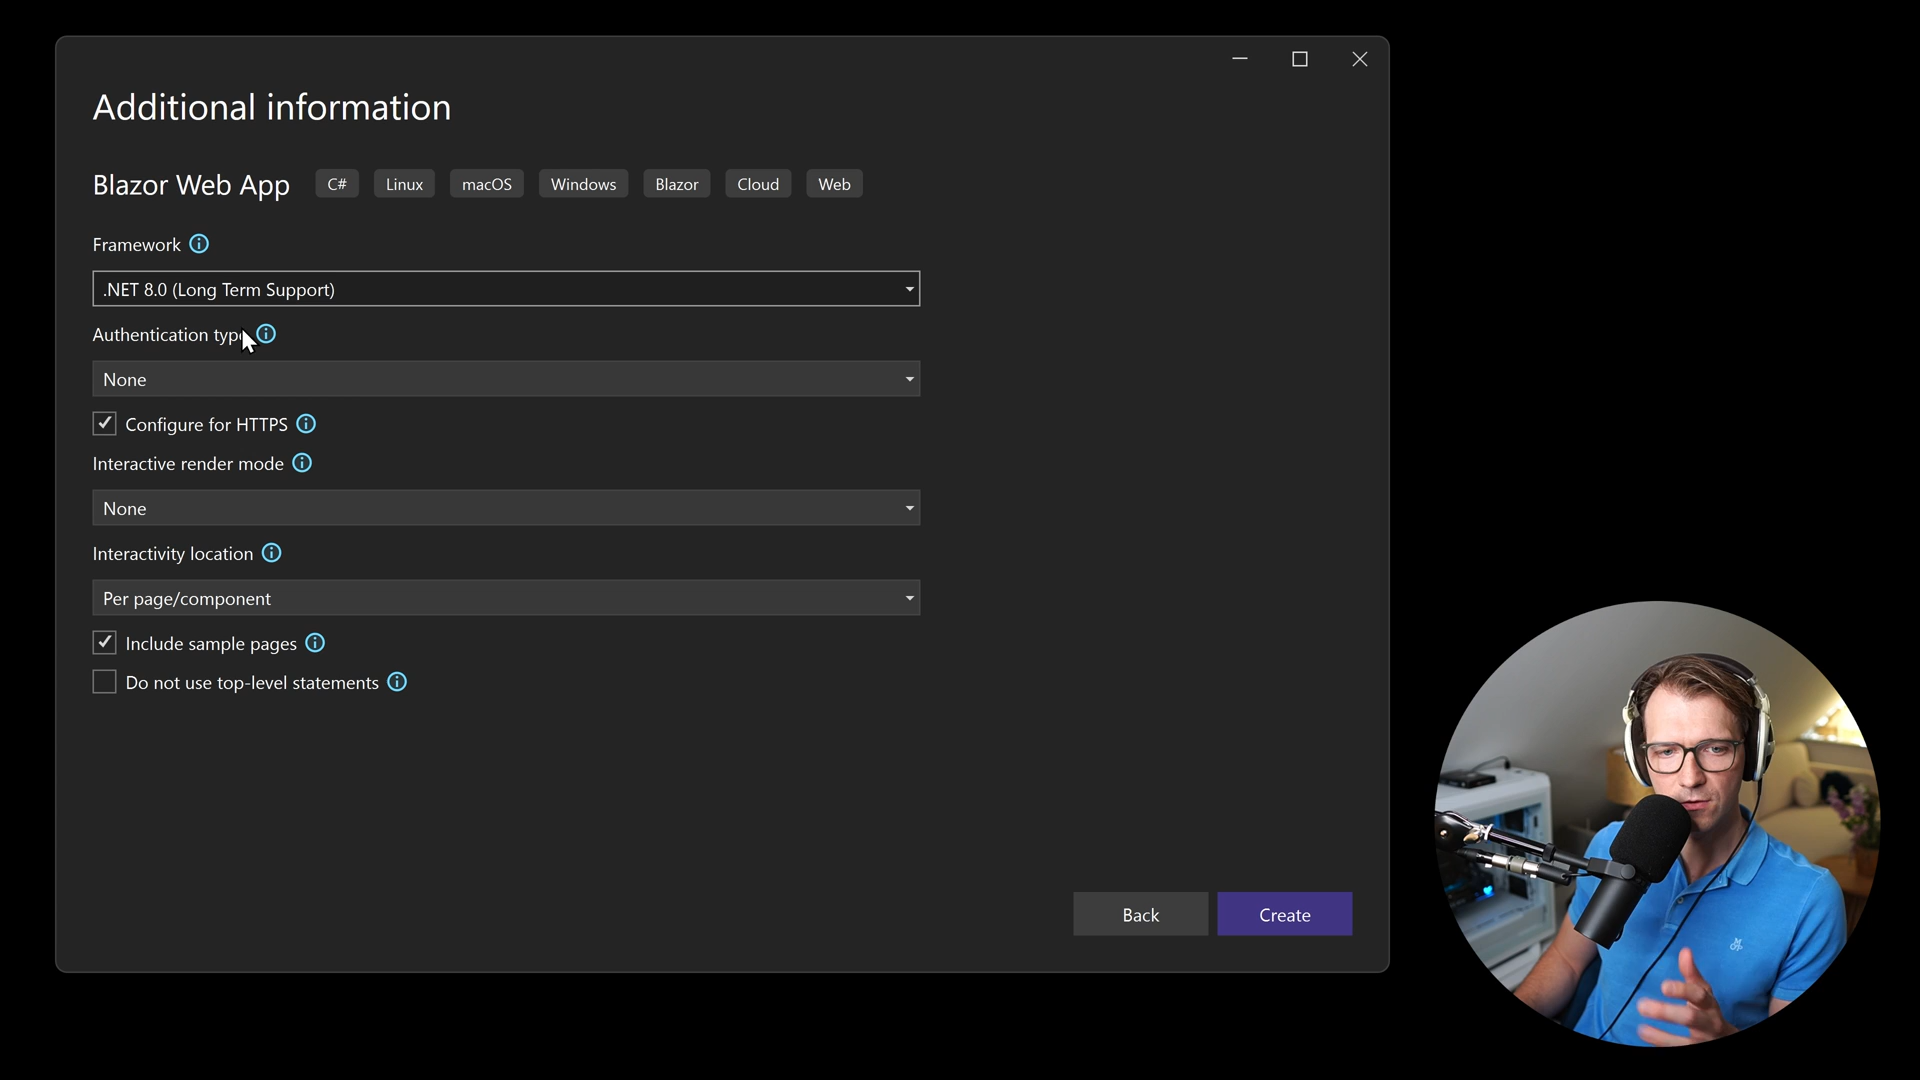 Additional information
Blazor Web App C# Linux macOS Windows Blazor Cloud Web
Framework
.NET 8.0 (Long Term Support)
Authentication type
None
Configure for HTTPS
Interactive render mode
None
Interactivity location
Per page/component
Include sample pages
Do not use top-level statements
Back Create